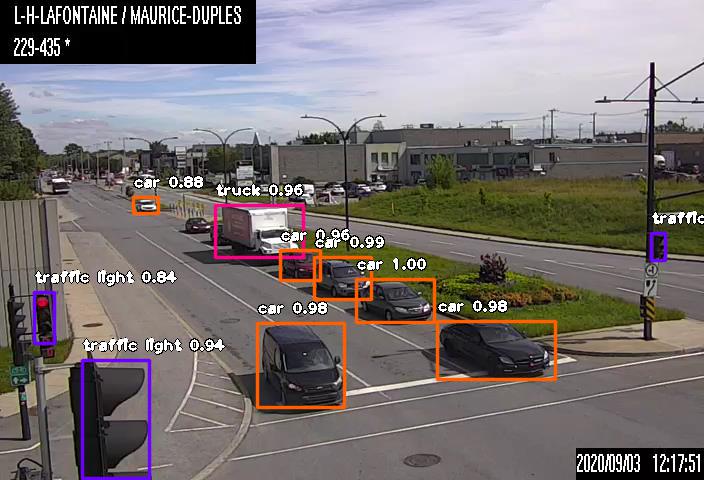 L-H-LAFONTAINE / MAURICE-DUPLES
229-435 *
car 0.88
truck 0.96
car 0.96
car 0.99
car 1.00
traffic
traffic light 0.84
car 0.98
car 0.98
traffic light 0.94
2020/09/03 12:17:51